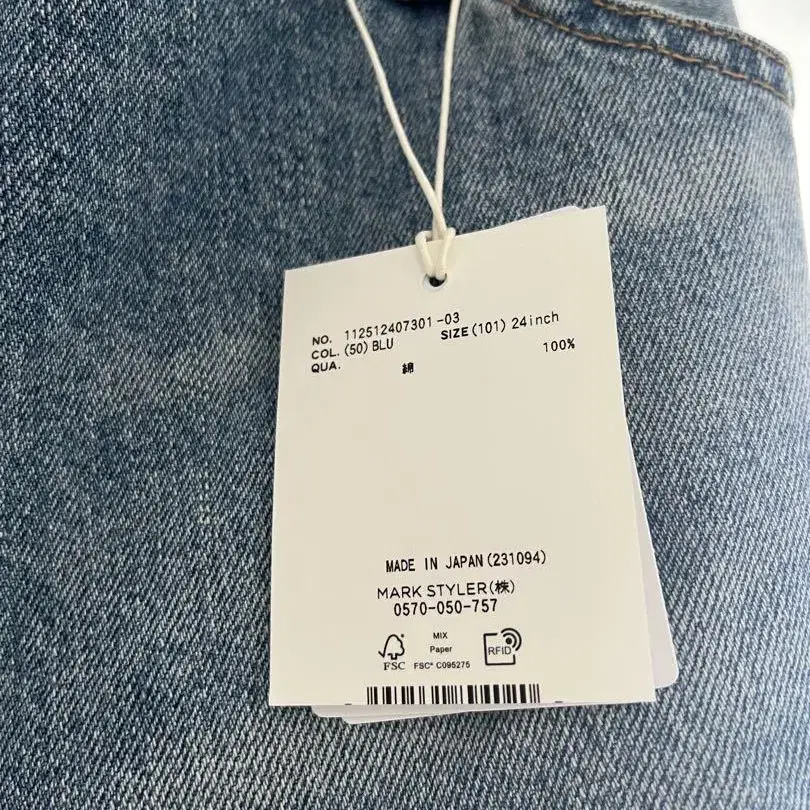 NO. 112512407301-03
COL. (50) BLU SIZE (101) 24inch
QUA. 綿 100%
MADE IN JAPAN (231094)
MARK STYLER(株)
0570-050-757
FSC
MIX
Paper
FSC® C095275
RFID